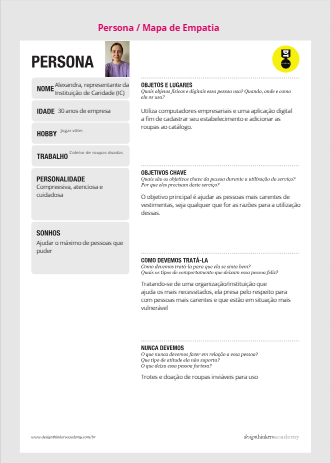 Persona / Mapa de Empatia
PERSONA
NOME Alexandra, representante da
Instituição de Caridade (IC)
IDADE 30 anos de empresa
HOBBY Jogar vôlei
TRABALHO Coletor de roupas doadas
PERSONALIDADE
Compreesiva, atenciosa e
cuidadosa
SONHOS
Ajudar o máximo de pessoas que
puder
OBJETOS E LUGARES
Quais objetos físicos e digitais essa pessoa usa? Quando, onde e como
ela os usa?
Utiliza computadores empresariais e uma aplicação digital
a fim de cadastrar seu estabelecimento e adicionar as
roupas ao catálogo.
OBJETIVOS CHAVE
Quais são os objetivos chave da pessoa durante a utilização do serviço?
Por que eles precisam deste serviço?
O objetivo principal é ajudar as pessoas mais carentes de
vestimentas, seja qualquer que for as razões para a utilização
dessas.
COMO DEVEMOS TRATÁ-LA
Como devemos tratá-la para que ela se sinta bem?
Quais os tipos de comportamento que deixam essa pessoa feliz?
Tratando-se de uma organização/instituição que
ajuda os mais necessitados, ela presa pelo respeito para
com pessoas mais carentes e que estão em situação mais
vulnerável
NUNCA DEVEMOS
O que nunca devemos fazer em relação a essa pessoa?
Que tipo de atitude ela não suporta?
O que deixa essa pessoa furiosa?
Trotes e doação de roupas inviáveis para uso
www.designthinkersacademy.com/br
designthinkersacademy